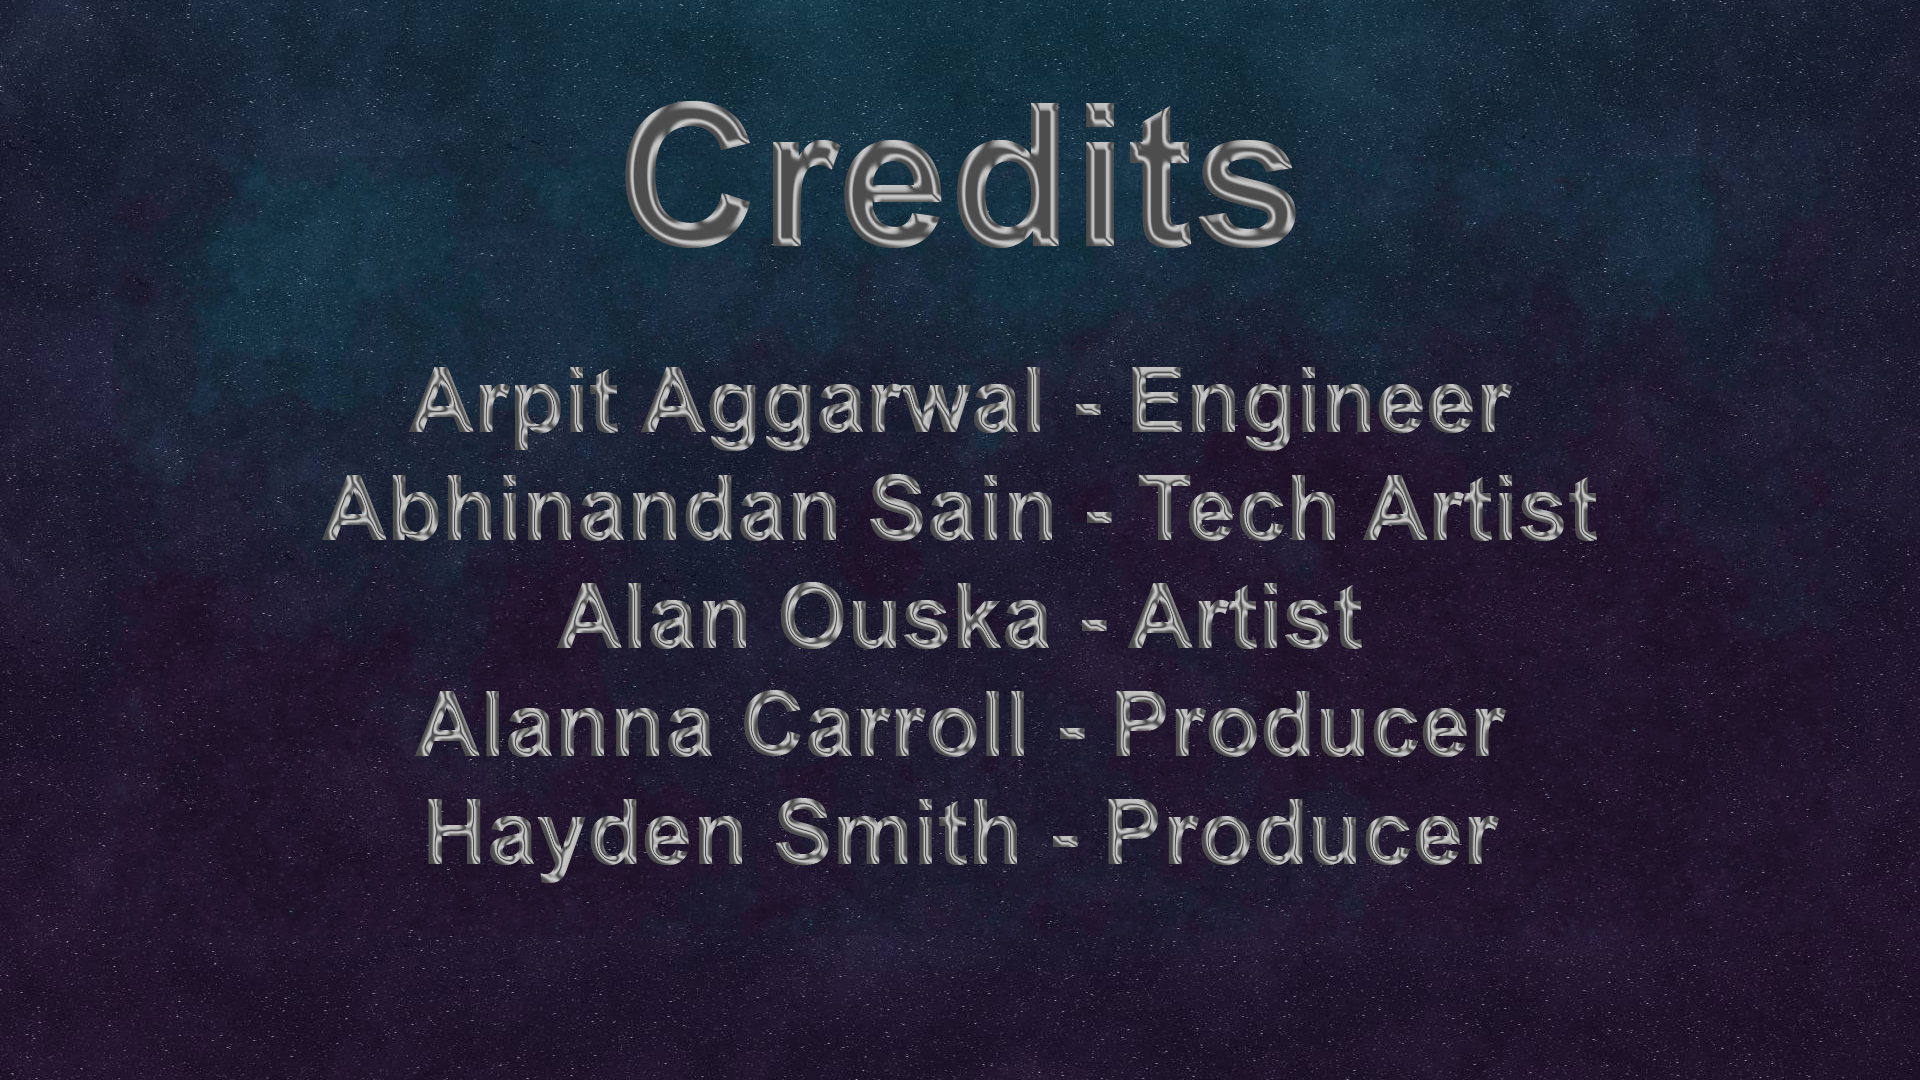 Credits
Arpit Aggarwal - Engineer
Abhinandan Sain - Tech Artist
Alan Ouska - Artist
Alanna Carroll - Producer
Hayden Smith - Producer